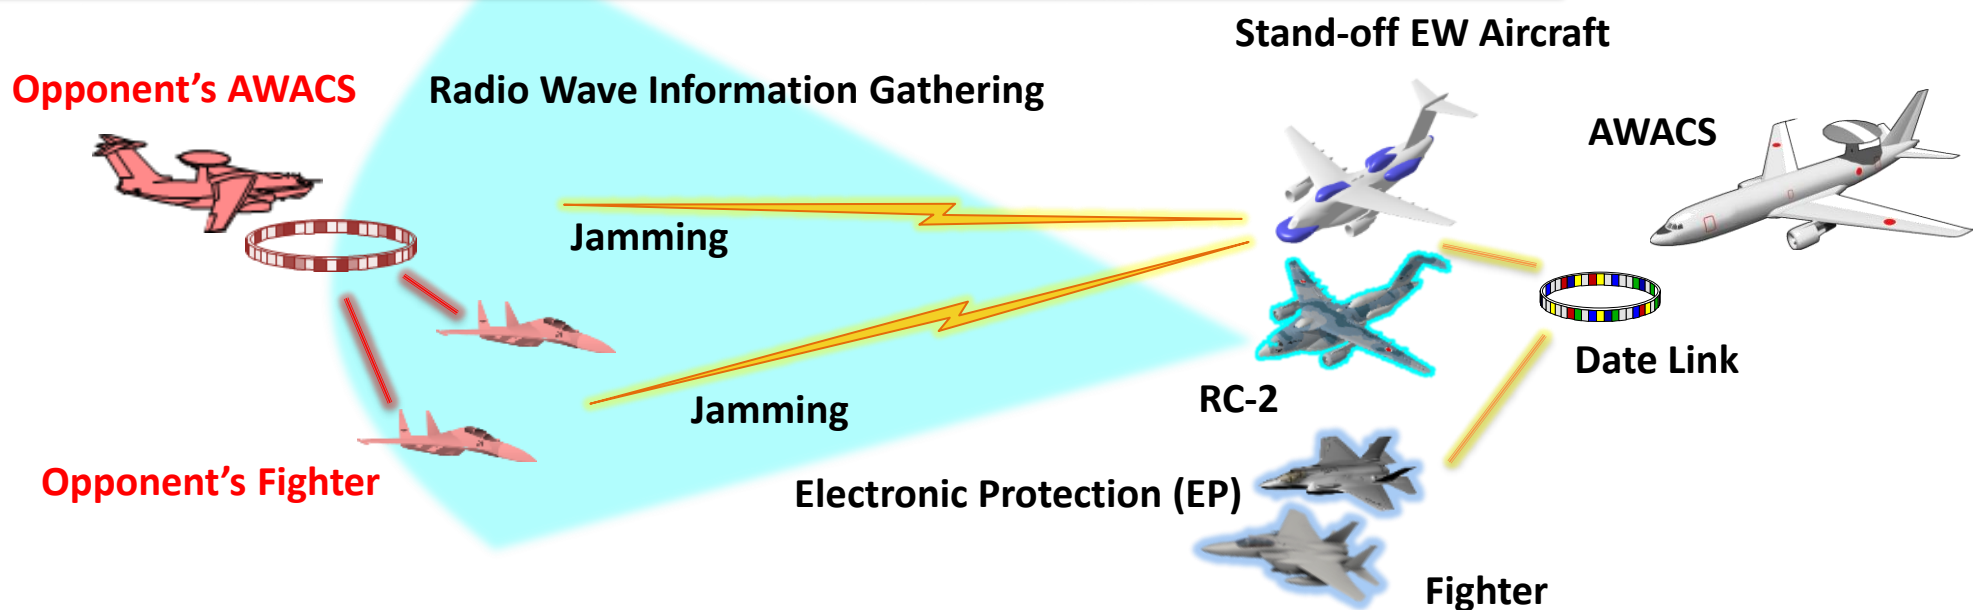 Stand-off EW Aircraft
Opponent’s AWACS
Radio Wave Information Gathering
AWACS
Jamming
Date Link
RC-2
Jamming
Opponent’s Fighter
Electronic Protection (EP)
Fighter